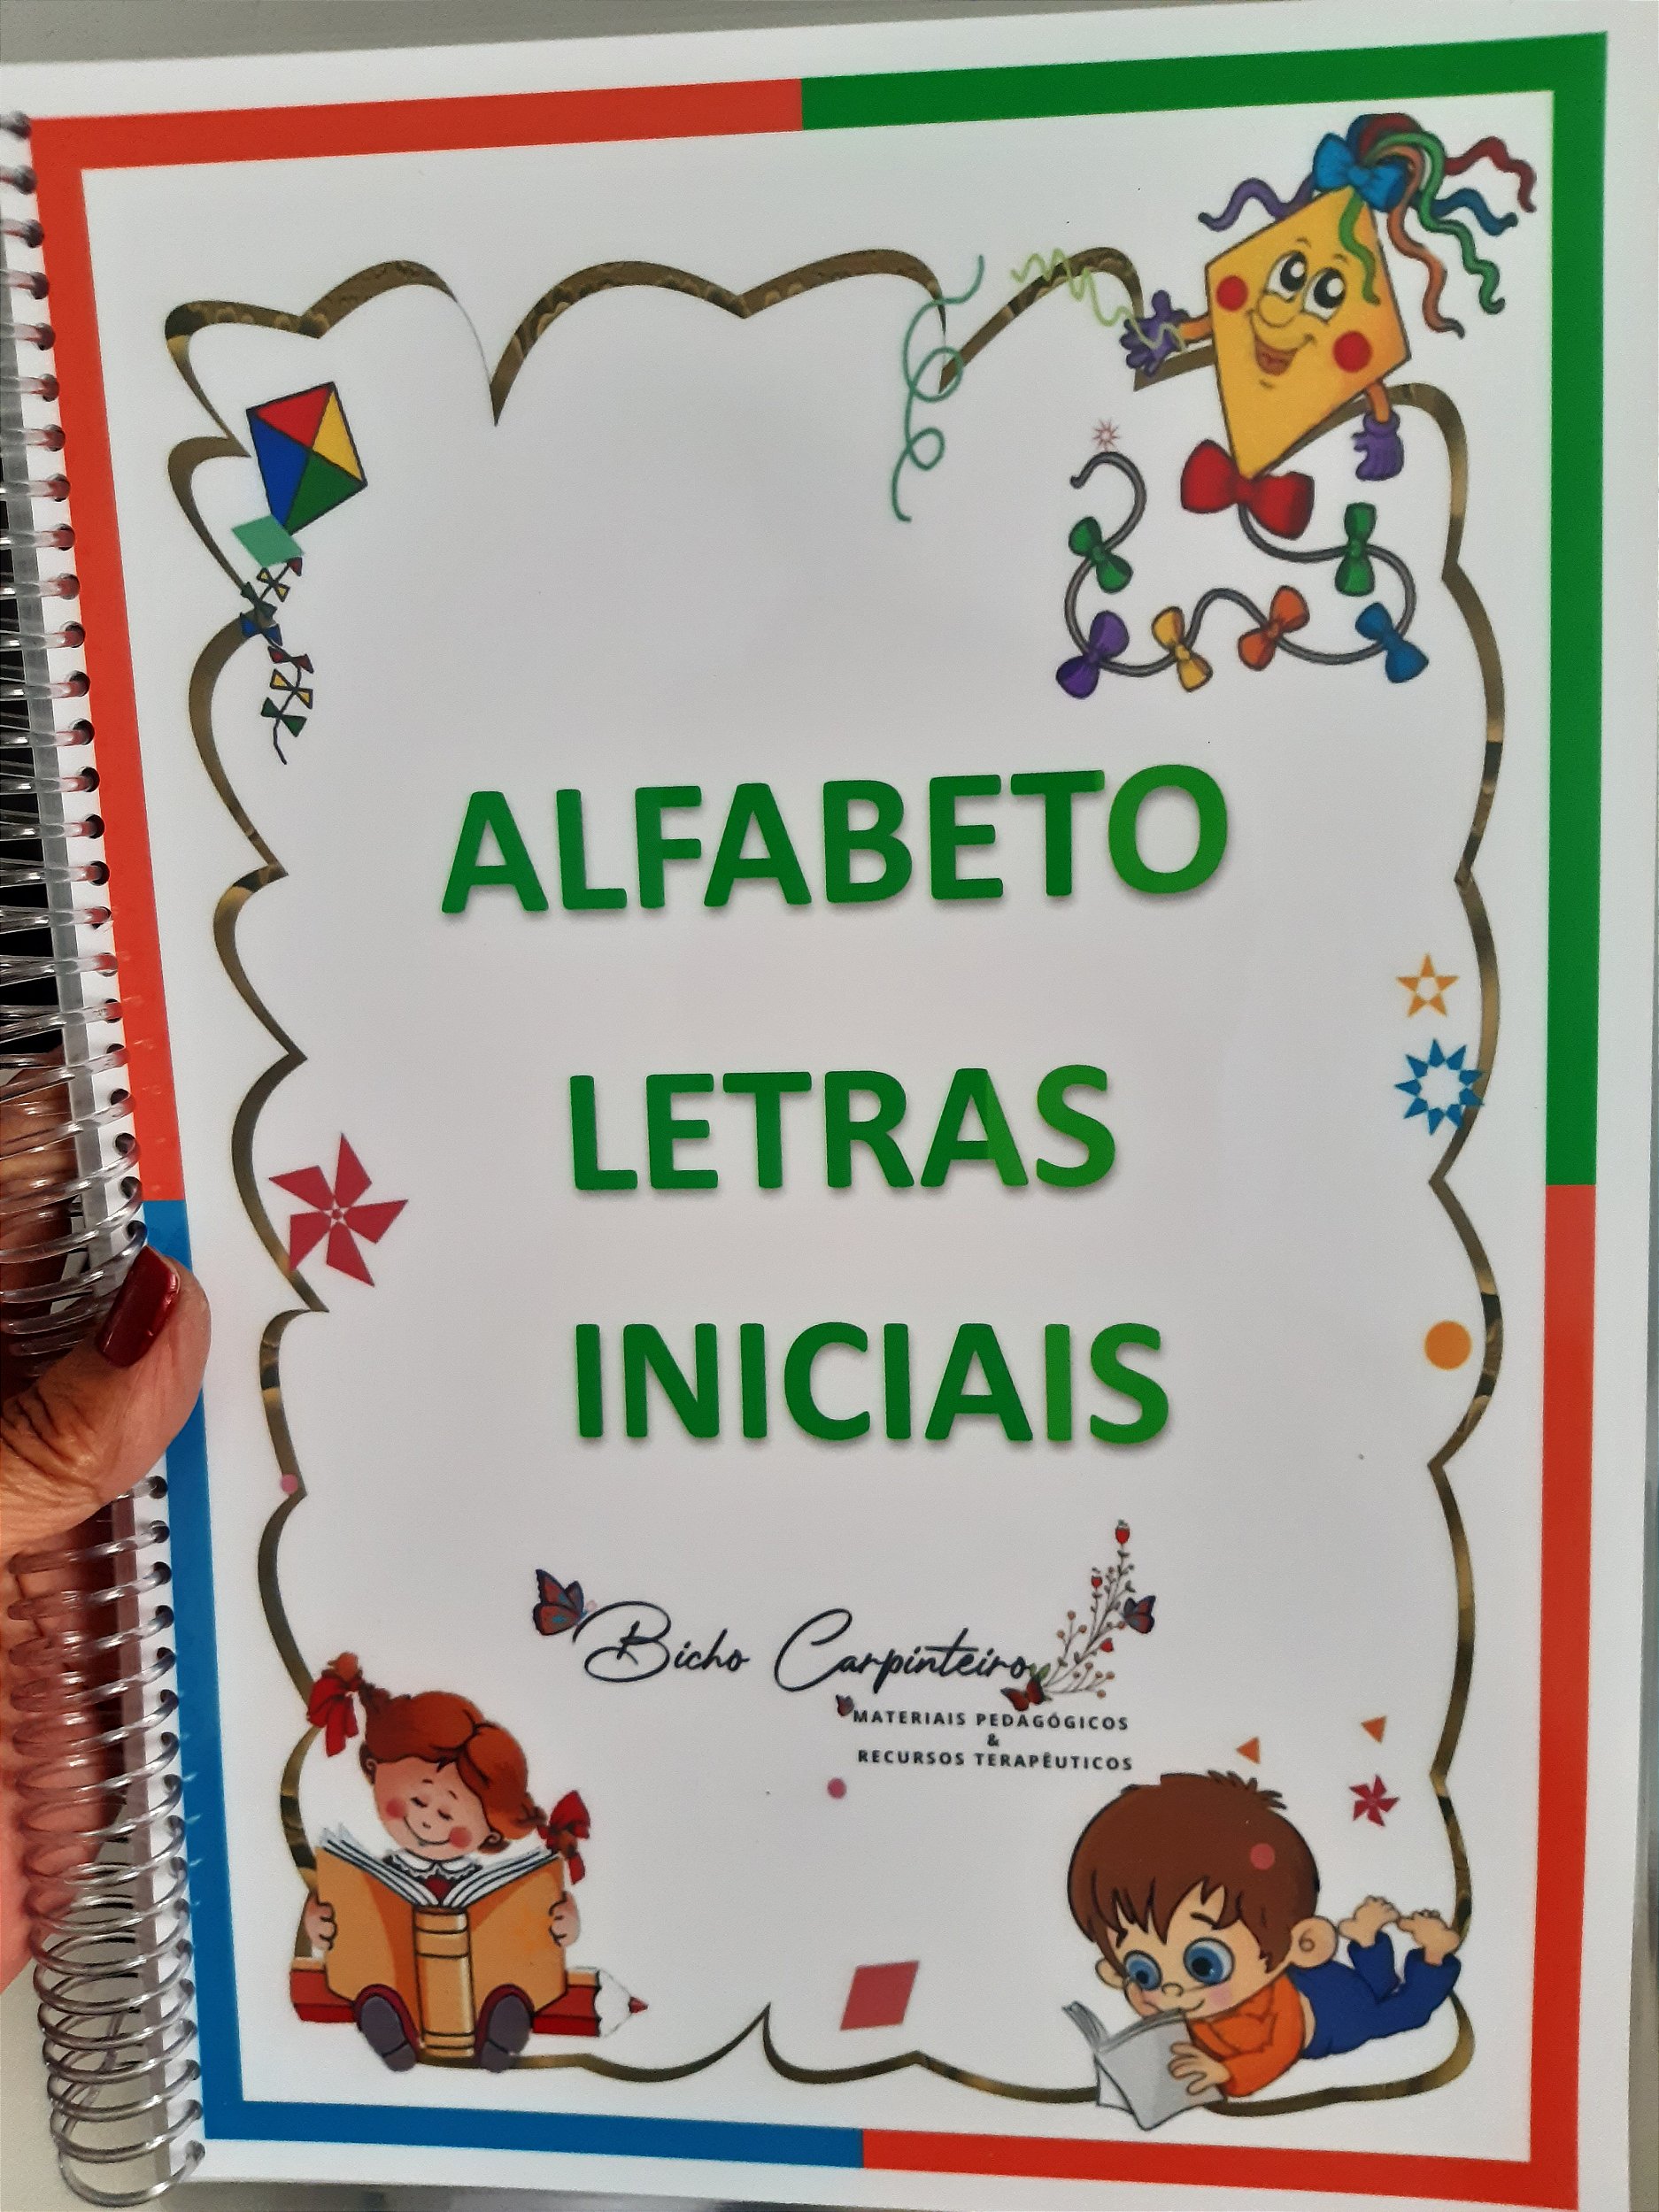 ALFABETO
LETRAS
INICIAIS
Bicho Carpinteiro
MATERIAIS PEDAGÓGICOS
&
RECURSOS TERAPÊUTICOS